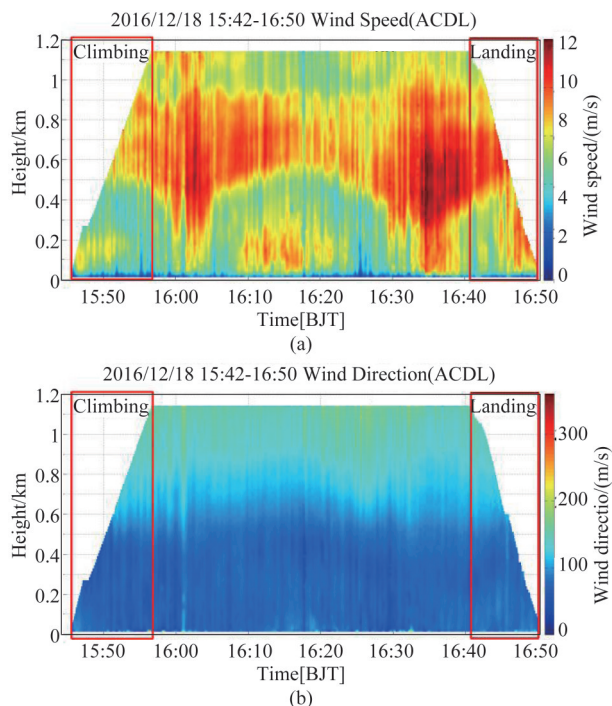 2016/12/18 15:42-16:50 Wind Speed(ACDL)
Climbing
Landing
1.2
1
0.8
0.6
0.4
0.2
0
Height/km
15:50 16:00 16:10 16:20 16:30 16:40 16:50
Time[BJT]
12
10
8
6
4
2
0
Wind speed/(m/s)
(a)
2016/12/18 15:42-16:50 Wind Direction(ACDL)
Climbing
Landing
1.2
1
0.8
0.6
0.4
0.2
0
Height/km
15:50 16:00 16:10 16:20 16:30 16:40 16:50
Time[BJT]
300
200
100
0
Wind directio/(m/s)
(b)